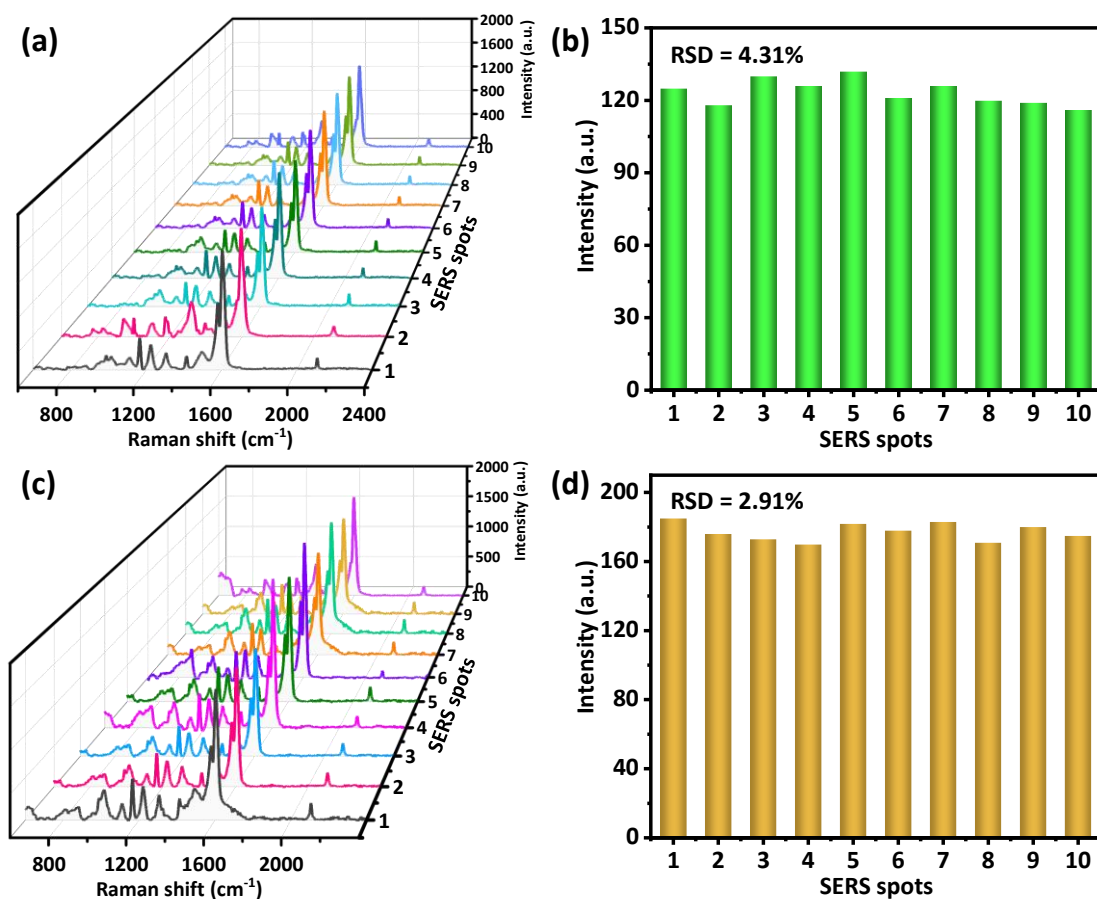 (a)
2000
1600
1200
800
400
0
Intensity (a.u.)
10
9
8
7
6
5
4
3
2
1
SERS spots
800 1200 1600 2000 2400
Raman shift (cm⁻¹)
(b)
RSD = 4.31%
150
120
90
60
30
0
Intensity (a.u.)
1 2 3 4 5 6 7 8 9 10
SERS spots
(c)
2000
1500
1000
500
0
Intensity (a.u.)
10
9
8
7
6
5
4
3
2
1
SERS spots
800 1200 1600 2000
Raman shift (cm⁻¹)
(d)
RSD = 2.91%
200
160
120
80
40
0
Intensity (a.u.)
1 2 3 4 5 6 7 8 9 10
SERS spots